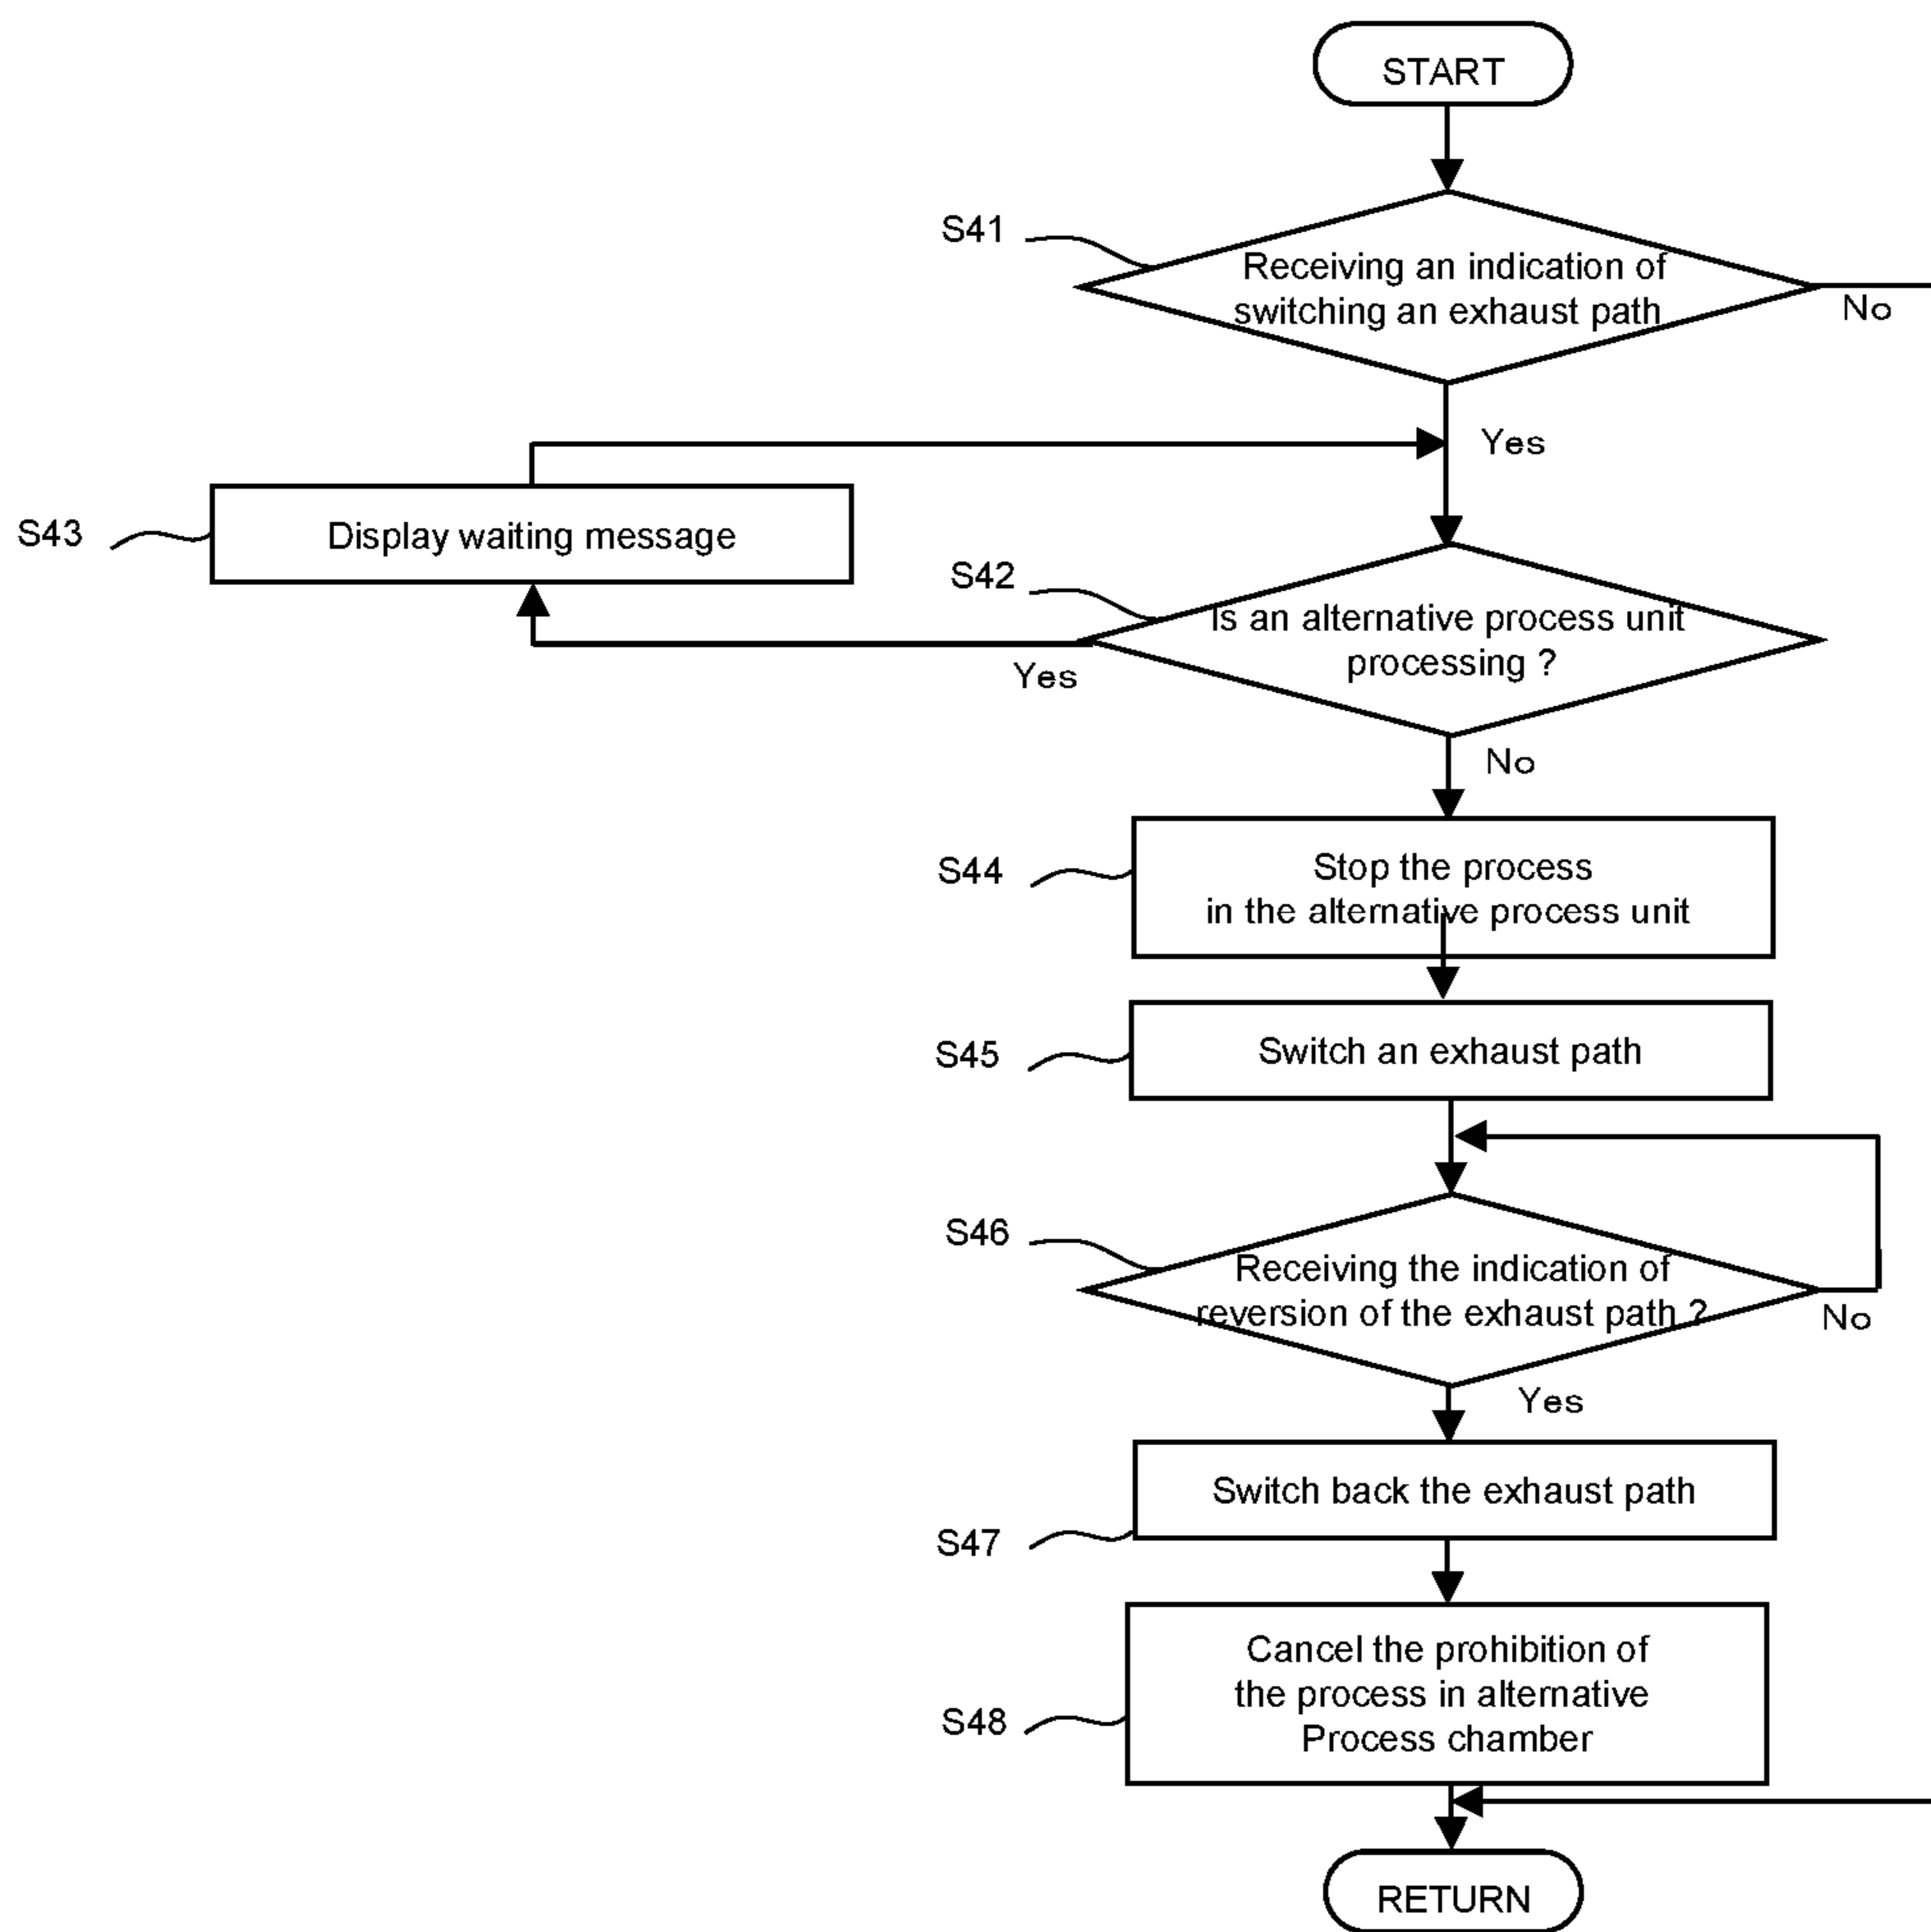 START
S41
Receiving an indication of
switching an exhaust path
No
Yes
S43
Display waiting message
S42
Is an alternative process unit
processing ?
Yes
No
S44
Stop the process
in the alternative process unit
S45
Switch an exhaust path
S46
Receiving the indication of
reversion of the exhaust path ?
No
Yes
Switch back the exhaust path
S47
Cancel the prohibition of
the process in alternative
Process chamber
S48
RETURN